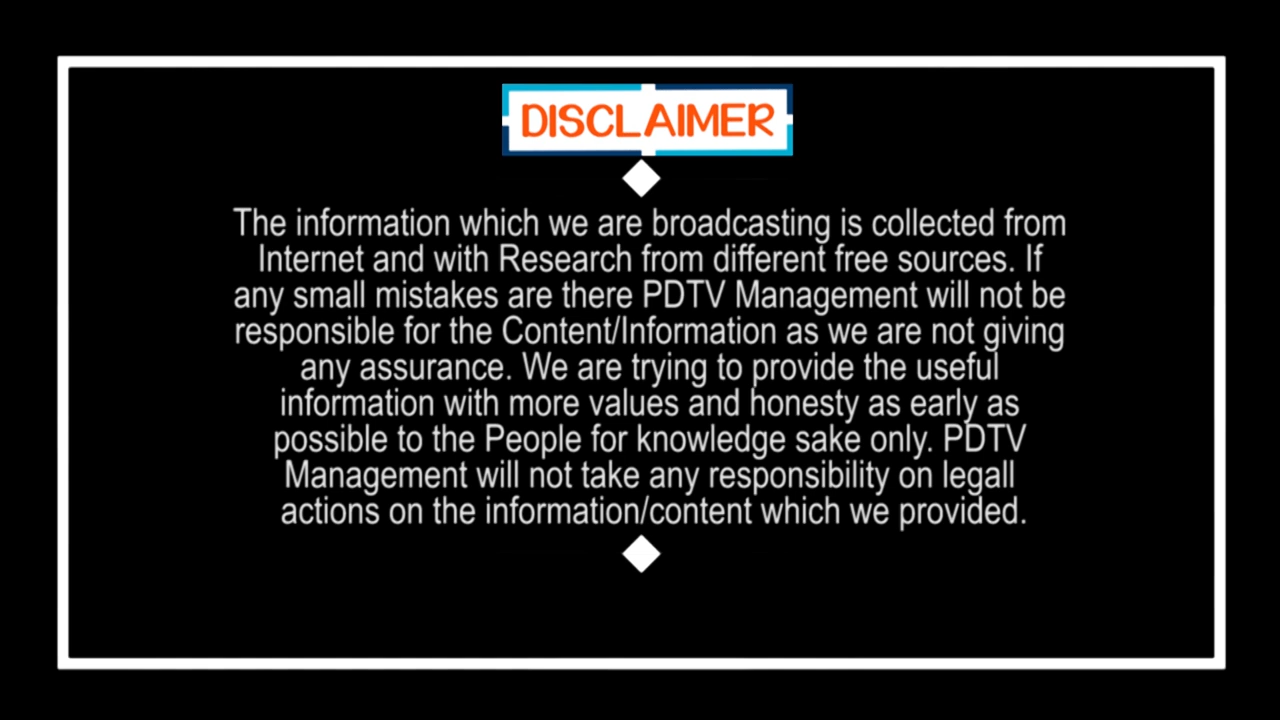 DISCLAIMER
The information which we are broadcasting is collected from
Internet and with Research from different free sources. If
any small mistakes are there PDTV Management will not be
responsible for the Content/Information as we are not giving
any assurance. We are trying to provide the useful
information with more values and honesty as early as
possible to the People for knowledge sake only. PDTV
Management will not take any responsibility on legall
actions on the information/content which we provided.